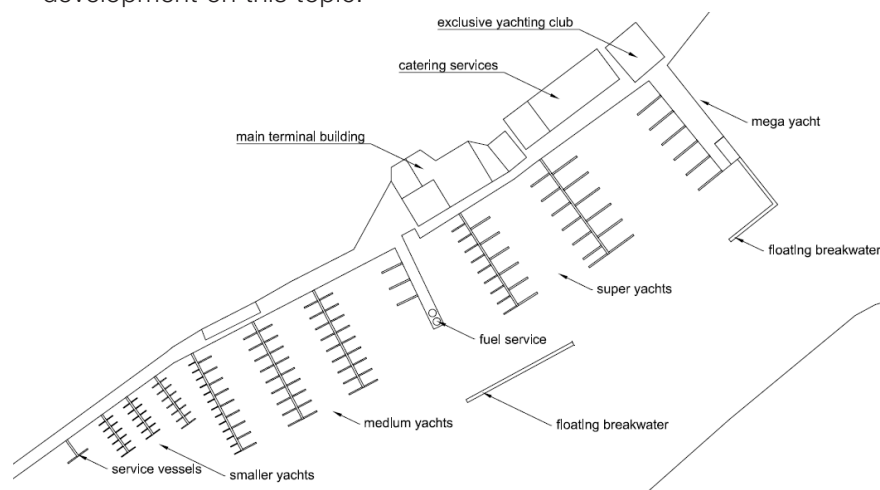 development on this topic.
exclusive yachting club
catering services
mega yacht
main terminal building
floating breakwater
super yachts
fuel service
floating breakwater
medium yachts
service vessels
smaller yachts